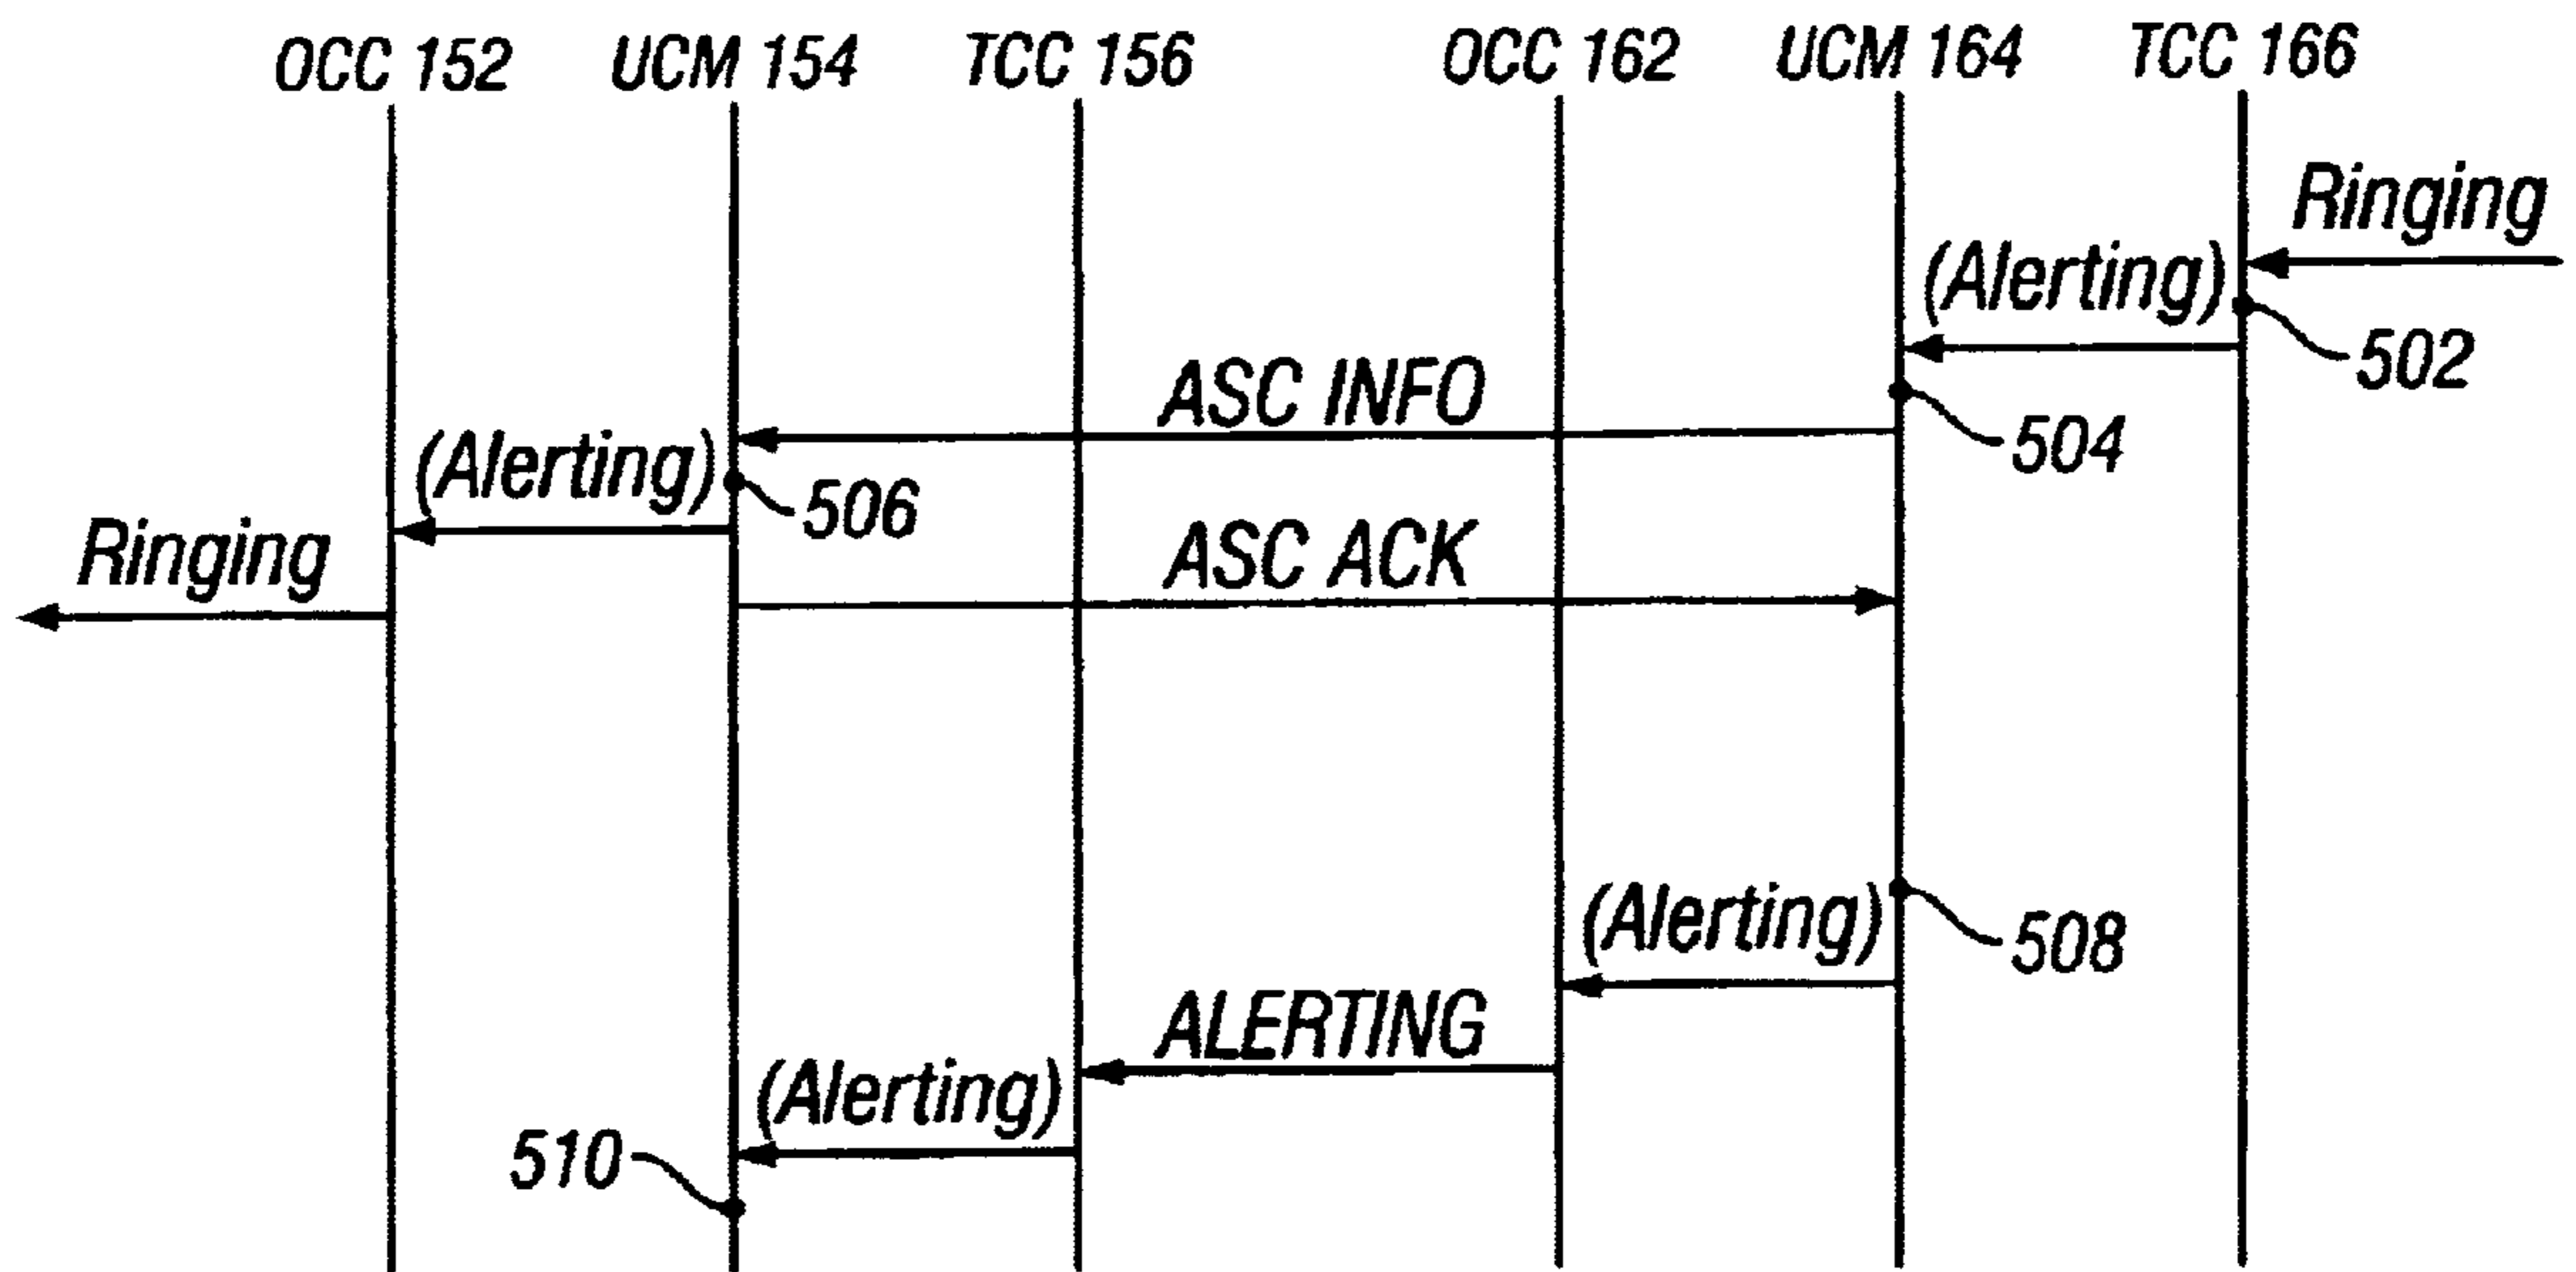 OCC 152
UCM 154
TCC 156
OCC 162
UCM 164
TCC 166
Ringing
(Alerting)
502
ASC INFO
504
(Alerting)
506
Ringing
ASC ACK
(Alerting)
508
ALERTING
(Alerting)
510